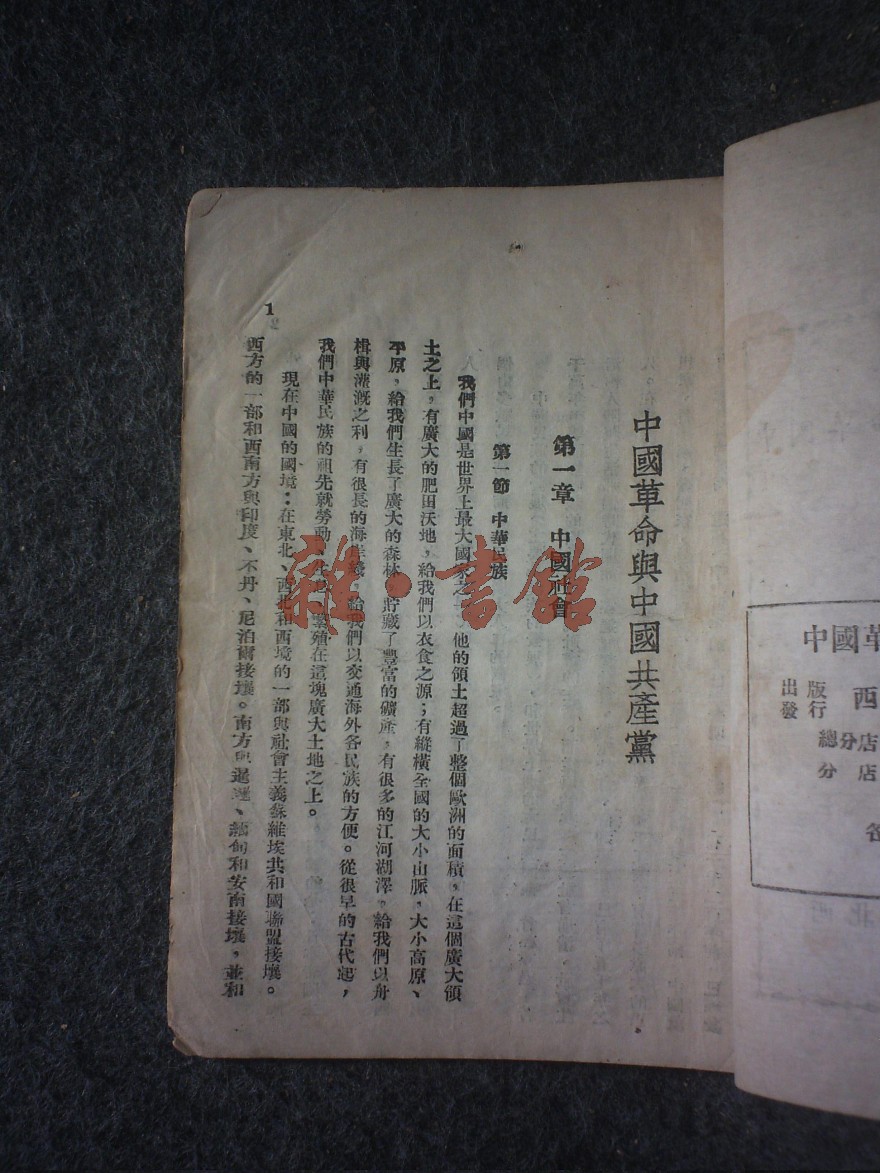 中國革命與中國共產黨
第一章 中國社會
第一節 中華民族
我們中國是世界上最大國家之一，他的領土超過了整個歐洲的面積，在這個廣大領
土之上，有廣大的肥田沃地，給我們以衣食之源；有縱橫全國的大小山脈，大小高原、
平原，給我們生長了廣大的森林，貯藏了豐富的礦產，有很多的江河湖澤，給我們以舟
楫與灌溉之利，有很長的海岸線，給我們以交通海外各民族的方便。從很早的古代起，
我們中華民族的祖先就勞動、生息、繁殖在這塊廣大土地之上。
現在中國的國境：在東北、西北和西境的一部與社會主義蘇維埃共和國聯盟接壤。
西方的一部和西南方與印度、不丹、尼泊爾接壤。南方與暹邏、緬甸和安南接壤，並和
1
中國革
出版
發行
西
總分店
分店
雜·書館